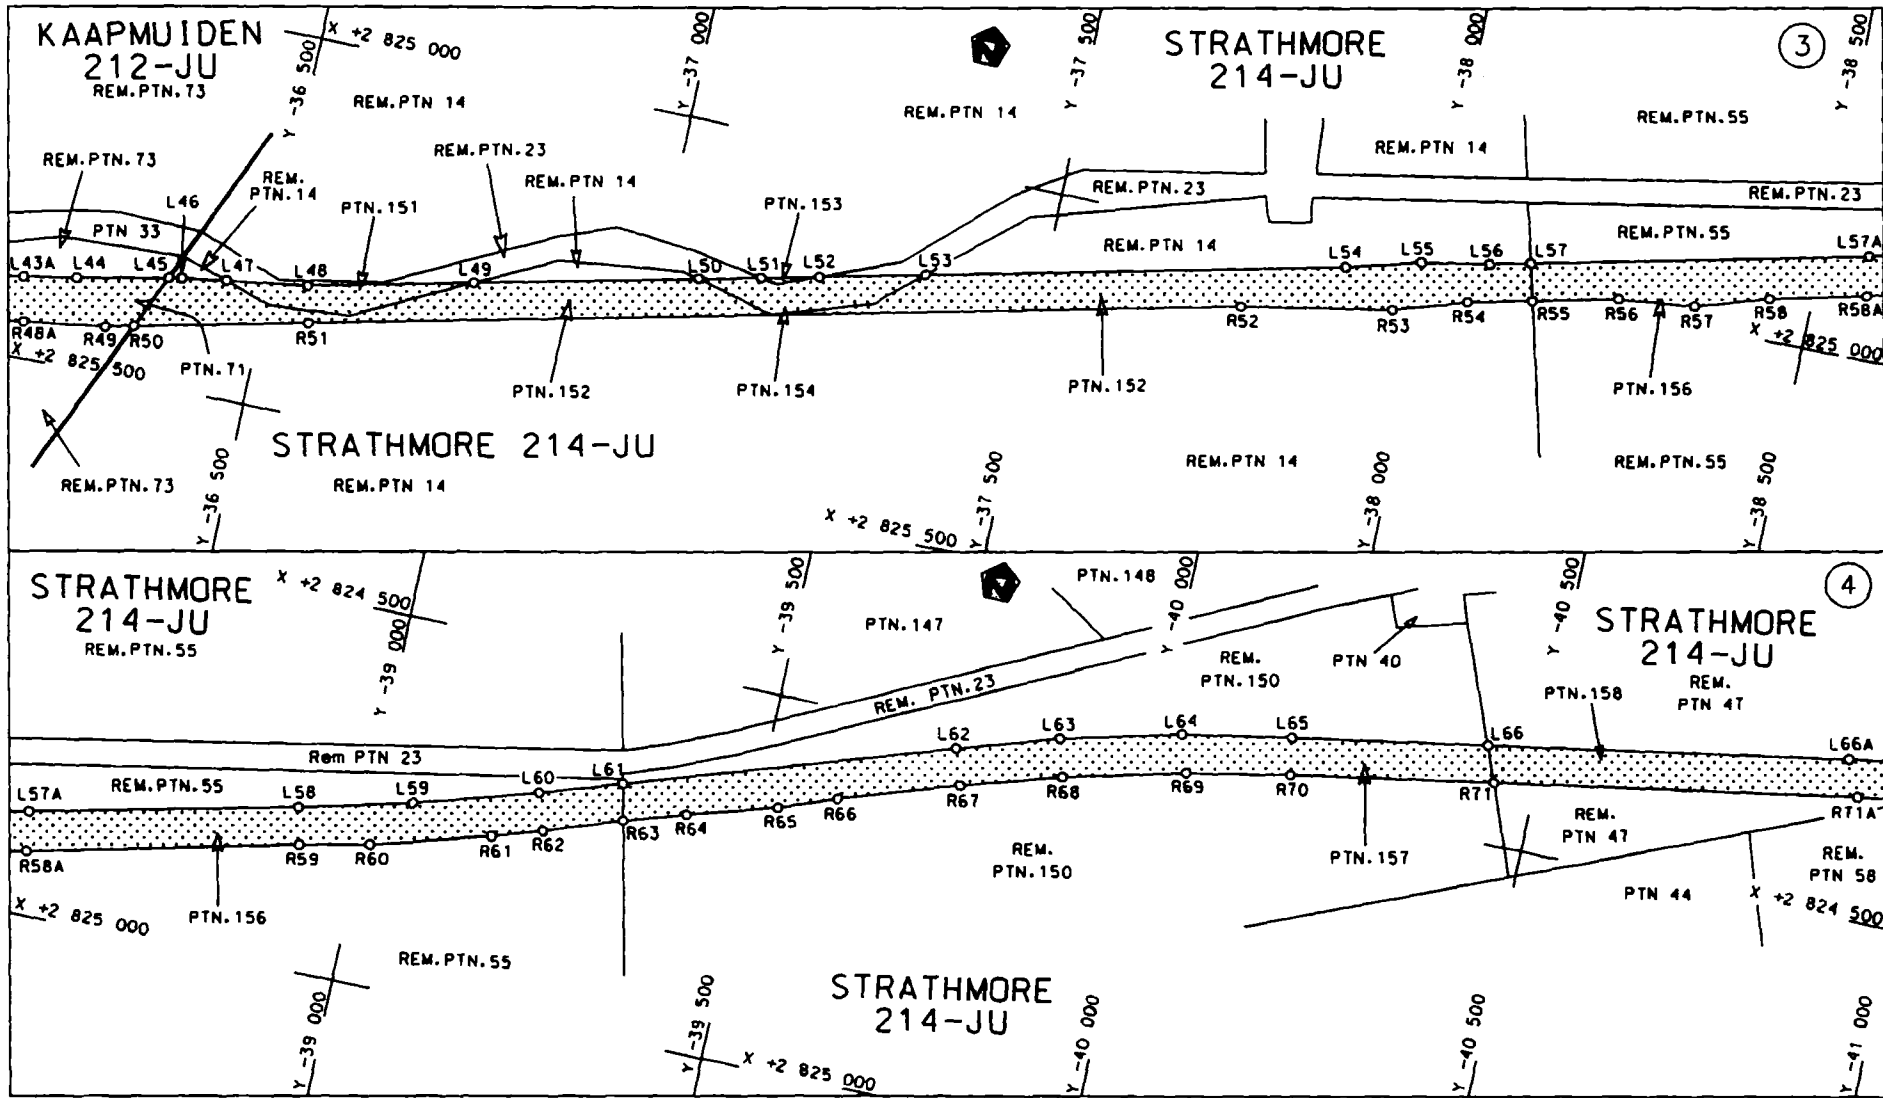 KAAPMUIDEN
212-JU
REM.PTN.73
Y -36 500
X +2 825 000
Y -37 000
Y -37 500
STRATHMORE
214-JU
Y -38 000
3
Y -38 500
REM.PTN 14
REM.PTN 14
REM.PTN 14
REM.PTN.55
REM.PTN.73
REM.
PTN.14
L46
PTN.151
REM.PTN.23
REM.PTN 14
PTN.153
REM.PTN.23
REM.PTN.23
PTN 33
REM.PTN 14
REM.PTN.55
L43A
L44
L45
L47
L48
L49
L50
L51
L52
L53
L54
L55
L56
L57
L57A
R48A
R49
R50
R51
R52
R53
R54
R55
R56
R57
R58
R58A
X +2 825 500
PTN.71
PTN.152
PTN.154
PTN.152
PTN.156
X +2 825 000
STRATHMORE 214-JU
REM.PTN.73
REM.PTN 14
REM.PTN 14
REM.PTN.55
Y -36 500
X +2 825 500
Y -37 500
Y -38 000
Y -38 500
STRATHMORE
214-JU
REM.PTN.55
X +2 824 500
Y -39 000
Y -39 500
PTN.147
PTN.148
Y -40 000
Y -40 500
4
STRATHMORE
214-JU
REM.
PTN 47
REM. PTN.23
REM.
PTN.150
PTN 40
PTN.158
Rem PTN 23
REM.PTN.55
L57A
L58
L59
L60
L61
L62
L63
L64
L65
L66
L66A
R58A
R59
R60
R61
R62
R63
R64
R65
R66
R67
R68
R69
R70
R71
R71A
X +2 825 000
PTN.156
REM.PTN.55
REM.
PTN.150
PTN.157
REM.
PTN 47
PTN 44
REM.
PTN 58
X +2 824 500
STRATHMORE
214-JU
Y -39 000
Y -39 500
X +2 825 000
Y -40 000
Y -40 500
Y -41 000